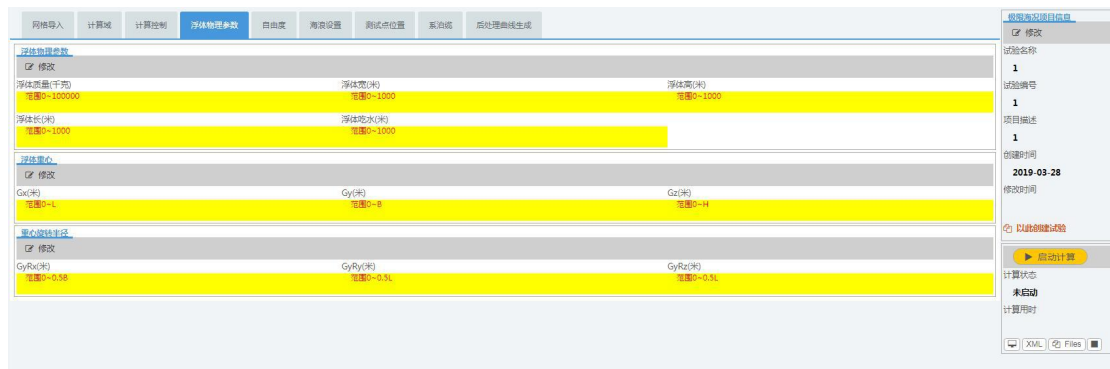 网格导入 计算域 计算控制 浮体物理参数 自由度 海浪设置 测试点位置 系泊缆 后处理曲线生成
浮体物理参数
修改
浮体质量(千克) 浮体宽(米) 浮体高(米)
范围0~100000 范围0~1000 范围0~1000
浮体长(米) 浮体吃水(米)
范围0~1000 范围0~1000
浮体重心
修改
Gx(米) Gy(米) Gz(米)
范围0~L 范围0~B 范围0~H
重心旋转半径
修改
GyRx(米) GyRy(米) GyRz(米)
范围0~0.5B 范围0~0.5L 范围0~0.5L
极端海况项目信息
修改
试验名称
1
试验编号
1
项目描述
1
创建时间
2019-03-28
修改时间
以此创建试验
启动计算
计算状态
未启动
计算用时
XML Files